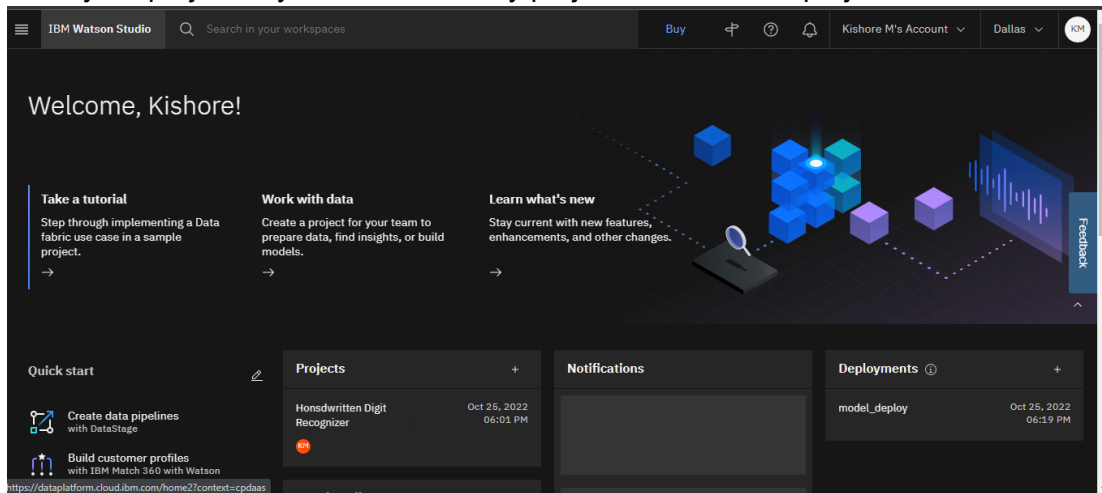 IBM Watson Studio
Search in your workspaces
Buy
Kishore M's Account
Dallas
KM
Welcome, Kishore!
Take a tutorial
Step through implementing a Data
fabric use case in a sample
project.
Work with data
Create a project for your team to
prepare data, find insights, or build
models.
Learn what's new
Stay current with new features,
enhancements, and other changes.
Feedback
Quick start
Create data pipelines
with DataStage
Build customer profiles
with IBM Match 360 with Watson
Projects
Honsdwritten Digit
Recognizer
Oct 25, 2022
06:01 PM
KM
Notifications
Deployments
model_deploy
Oct 25, 2022
06:19 PM
https://dataplatform.cloud.ibm.com/home2?context=cpdaas